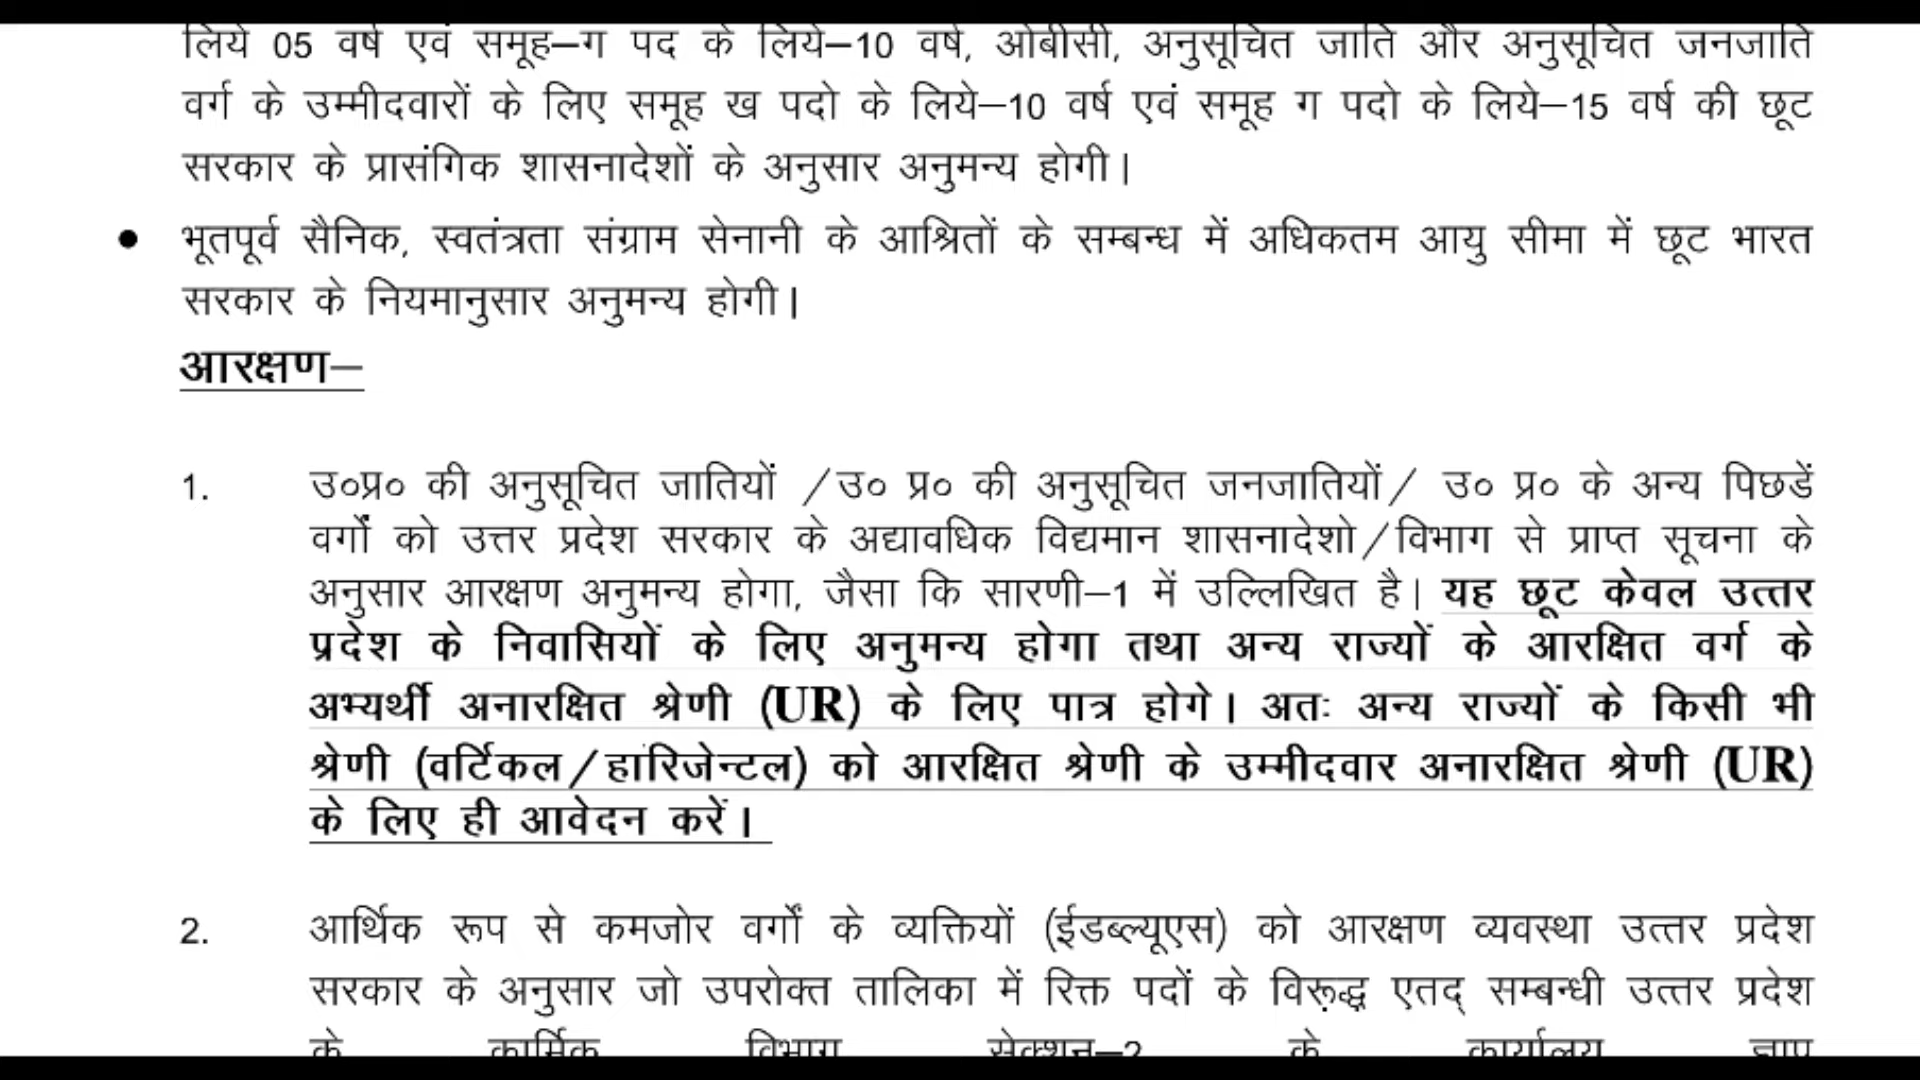 लिये 05 वर्ष एवं समूह–ग पद के लिये–10 वर्ष, ओबीसी, अनुसूचित जाति और अनुसूचित जनजाति
वर्ग के उम्मीदवारों के लिए समूह ख पदो के लिये–10 वर्ष एवं समूह ग पदो के लिये–15 वर्ष की छूट
सरकार के प्रासंगिक शासनादेशों के अनुसार अनुमन्य होगी।
● भूतपूर्व सैनिक, स्वतंत्रता संग्राम सेनानी के आश्रितों के सम्बन्ध में अधिकतम आयु सीमा में छूट भारत
सरकार के नियमानुसार अनुमन्य होगी।
आरक्षण–
1. उ०प्र० की अनुसूचित जातियों /उ० प्र० की अनुसूचित जनजातियों/ उ० प्र० के अन्य पिछडें
वर्गों को उत्तर प्रदेश सरकार के अद्यावधिक विद्यमान शासनादेशो/विभाग से प्राप्त सूचना के
अनुसार आरक्षण अनुमन्य होगा, जैसा कि सारणी–1 में उल्लिखित है। यह छूट केवल उत्तर
प्रदेश के निवासियों के लिए अनुमन्य होगा तथा अन्य राज्यों के आरक्षित वर्ग के
अभ्यर्थी अनारक्षित श्रेणी (UR) के लिए पात्र होगे। अतः अन्य राज्यों के किसी भी
श्रेणी (वर्टिकल/हांरिजेन्टल) को आरक्षित श्रेणी के उम्मीदवार अनारक्षित श्रेणी (UR)
के लिए ही आवेदन करें।
2. आर्थिक रूप से कमजोर वर्गों के व्यक्तियों (ईडब्ल्यूएस) को आरक्षण व्यवस्था उत्तर प्रदेश
सरकार के अनुसार जो उपरोक्त तालिका में रिक्त पदों के विरूद्ध एतद् सम्बन्धी उत्तर प्रदेश
के कार्मिक विभाग सेक्शन–2 के कार्यालय ज्ञाप